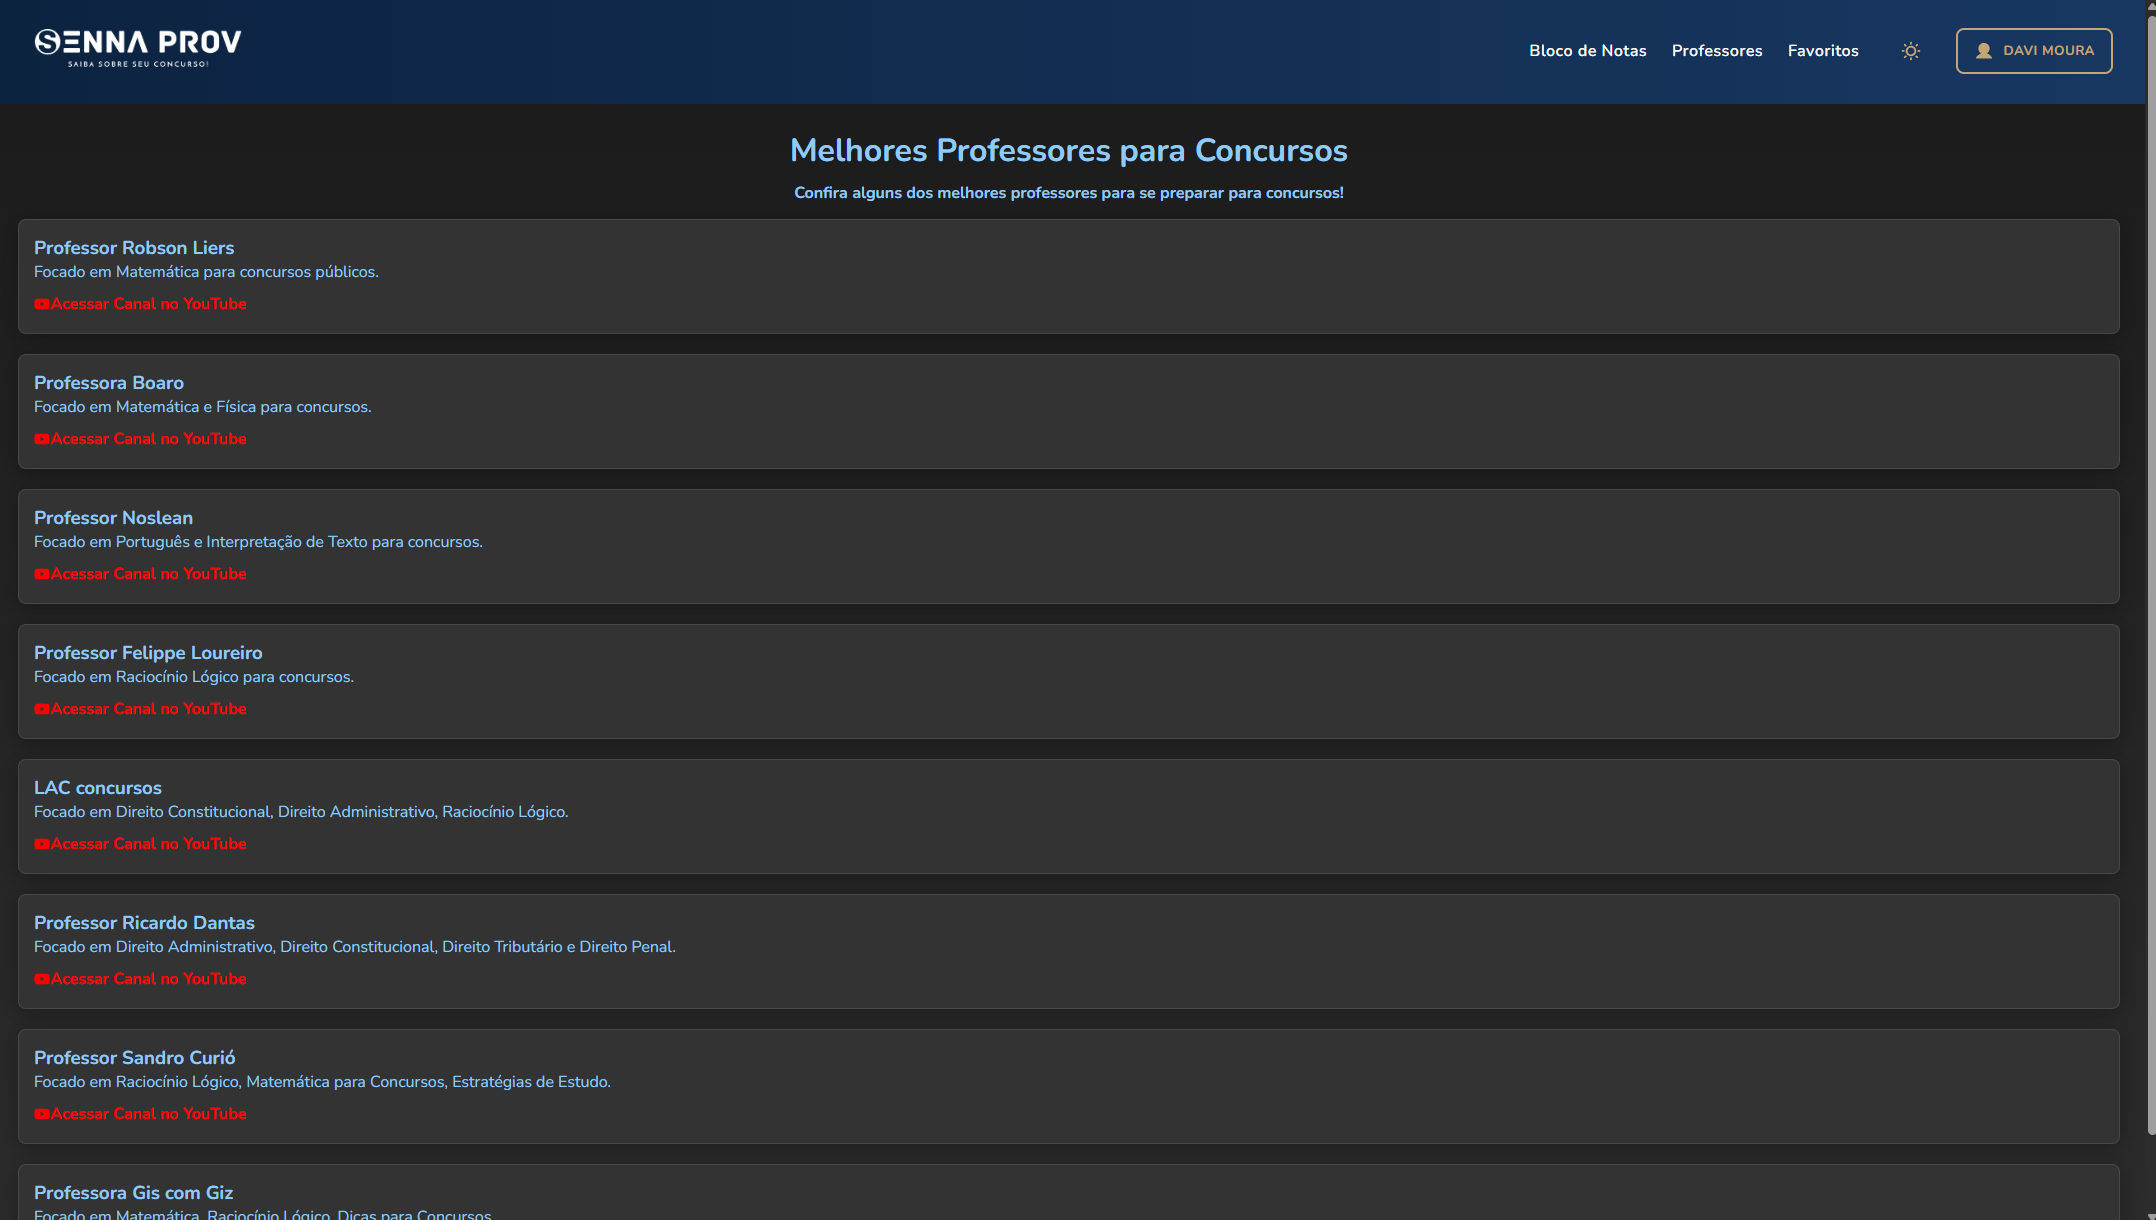 SENNA PROV
SAIBA SOBRE SEU CONCURSO!
Bloco de Notas
Professores
Favoritos
DAVI MOURA
Melhores Professores para Concursos
Confira alguns dos melhores professores para se preparar para concursos!
Professor Robson Liers
Focado em Matemática para concursos públicos.
Acessar Canal no YouTube
Professora Boaro
Focado em Matemática e Física para concursos.
Acessar Canal no YouTube
Professor Noslean
Focado em Português e Interpretação de Texto para concursos.
Acessar Canal no YouTube
Professor Felippe Loureiro
Focado em Raciocínio Lógico para concursos.
Acessar Canal no YouTube
LAC concursos
Focado em Direito Constitucional, Direito Administrativo, Raciocínio Lógico.
Acessar Canal no YouTube
Professor Ricardo Dantas
Focado em Direito Administrativo, Direito Constitucional, Direito Tributário e Direito Penal.
Acessar Canal no YouTube
Professor Sandro Curió
Focado em Raciocínio Lógico, Matemática para Concursos, Estratégias de Estudo.
Acessar Canal no YouTube
Professora Gis com Giz
Focado em Matemática, Raciocínio Lógico, Dicas para Concursos.